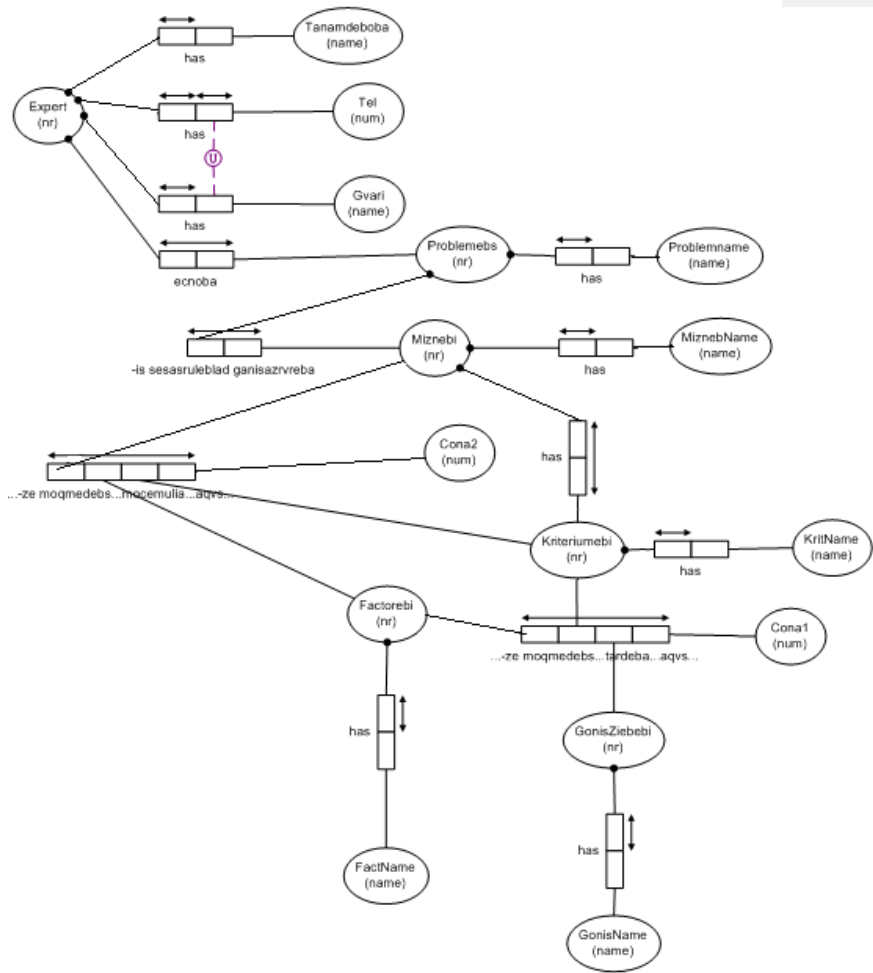 Tanamdeboba
(name)
has
Expert
(nr)
Tel
(num)
has
U
Gvari
(name)
has
Problemebs
(nr)
Problemname
(name)
ecnoba
has
Miznebi
(nr)
MiznebName
(name)
-is sesasruleblad ganisazrvreba
has
Cona2
(num)
has
...-ze moqmedebs...mocemulia...aqvs...
Kriteriumebi
(nr)
KritName
(name)
has
Factorebi
(nr)
Cona1
(num)
...-ze moqmedebs...tardeba...aqvs...
has
GonisZiebebi
(nr)
has
FactName
(name)
GonisName
(name)